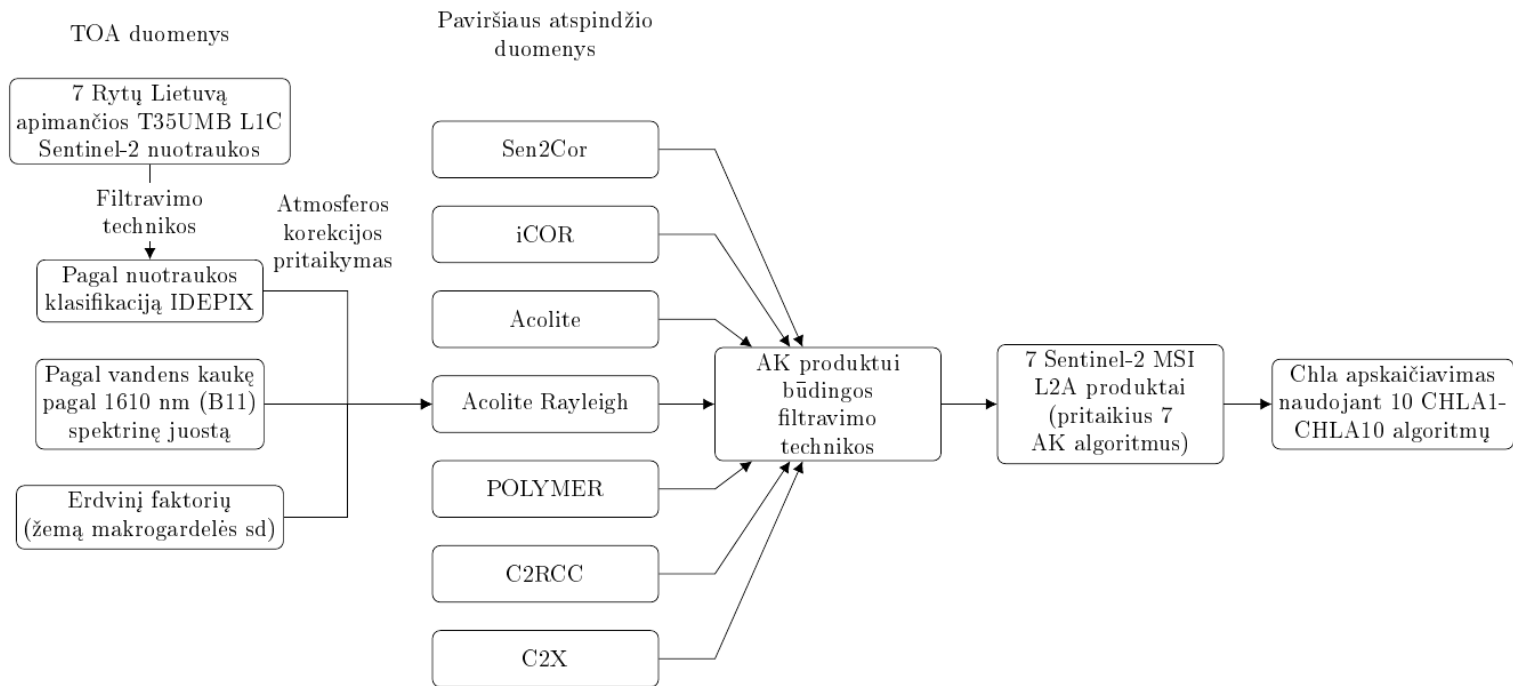 TOA duomenys
Paviršiaus atspindžio
duomenys
7 Rytų Lietuvą
apimančios T35UMB L1C
Sentinel-2 nuotraukos
Filtravimo
technikos
Atmosferos
korekcijos
pritaikymas
Pagal nuotraukos
klasifikaciją IDEPIX
Pagal vandens kaukę
pagal 1610 nm (B11)
spektrinę juostą
Erdvinį faktorių
(žemą makrogardelės sd)
Sen2Cor
iCOR
Acolite
Acolite Rayleigh
POLYMER
C2RCC
C2X
AK produktui
būdingos
filtravimo
technikos
7 Sentinel-2 MSI
L2A produktai
(pritaikius 7
AK algoritmus)
Chla apskaičiavimas
naudojant 10 CHLA1-
CHLA10 algoritmų